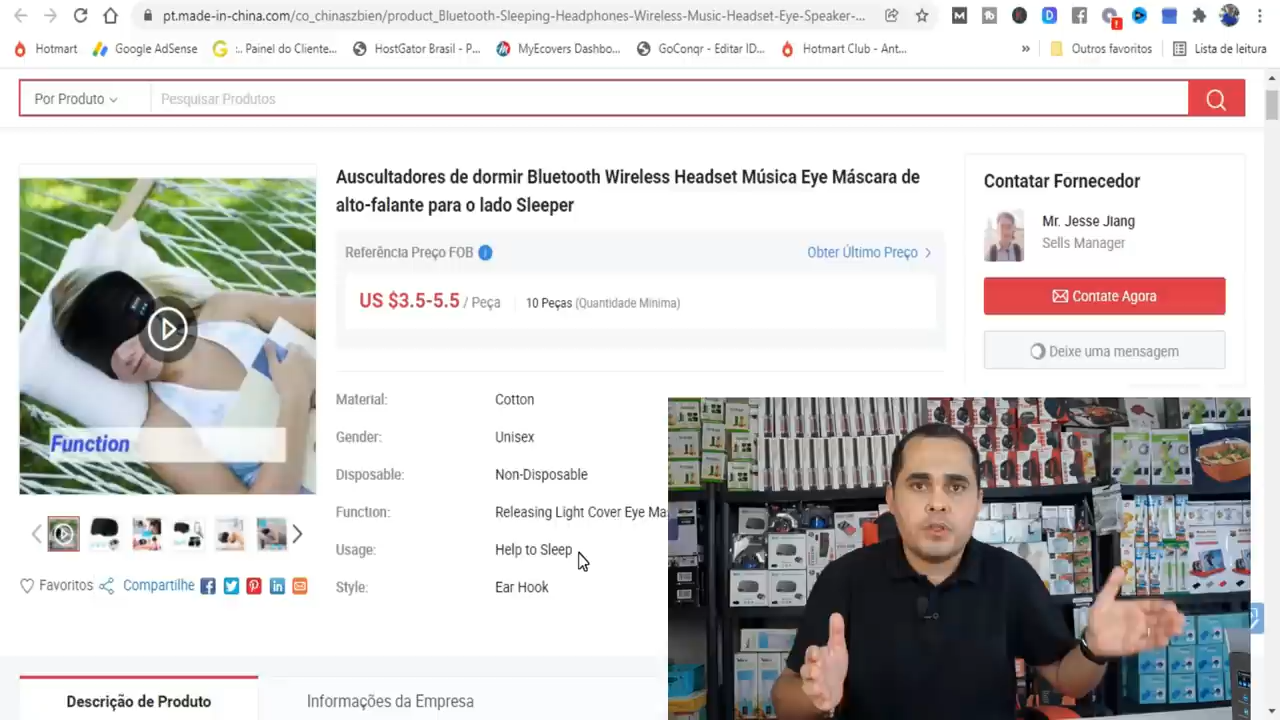 pt.made-in-china.com/co_chinaszbien/product_Bluetooth-Sleeping-Headphones-Wireless-Music-Headset-Eye-Speaker-...
Hotmart
Google AdSense
:. Painel do Cliente...
HostGator Brasil - P...
MyEcovers Dashbo...
GoConqr - Editar ID...
Hotmart Club - Ant...
»
Outros favoritos
Lista de leitura
Por Produto
Pesquisar Produtos
Auscultadores de dormir Bluetooth Wireless Headset Música Eye Máscara de
alto-falante para o lado Sleeper
Referência Preço FOB
Obter Último Preço
US $3.5-5.5 / Peça
10 Peças (Quantidade Mínima)
Material: Cotton
Gender: Unisex
Disposable: Non-Disposable
Function: Releasing Light Cover Eye Ma
Usage: Help to Sleep
Style: Ear Hook
Function
Favoritos
Compartilhe
Contatar Fornecedor
Mr. Jesse Jiang
Sells Manager
Contate Agora
Deixe uma mensagem
Descrição de Produto
Informações da Empresa